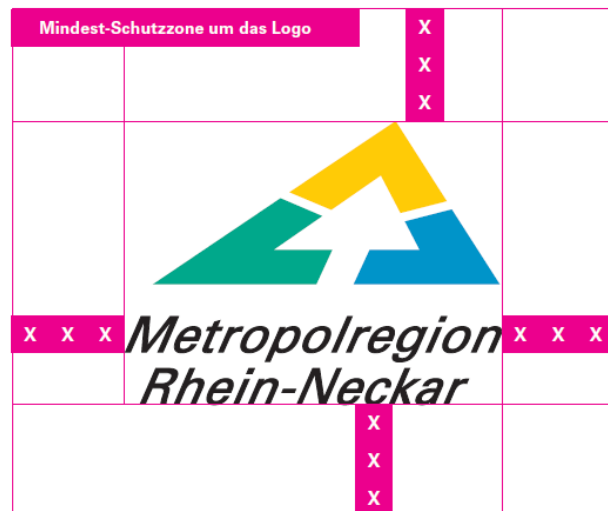 Mindest-Schutzzone um das Logo
X
X
X
X X X Metropolregion X X X
Rhein-Neckar
X
X
X